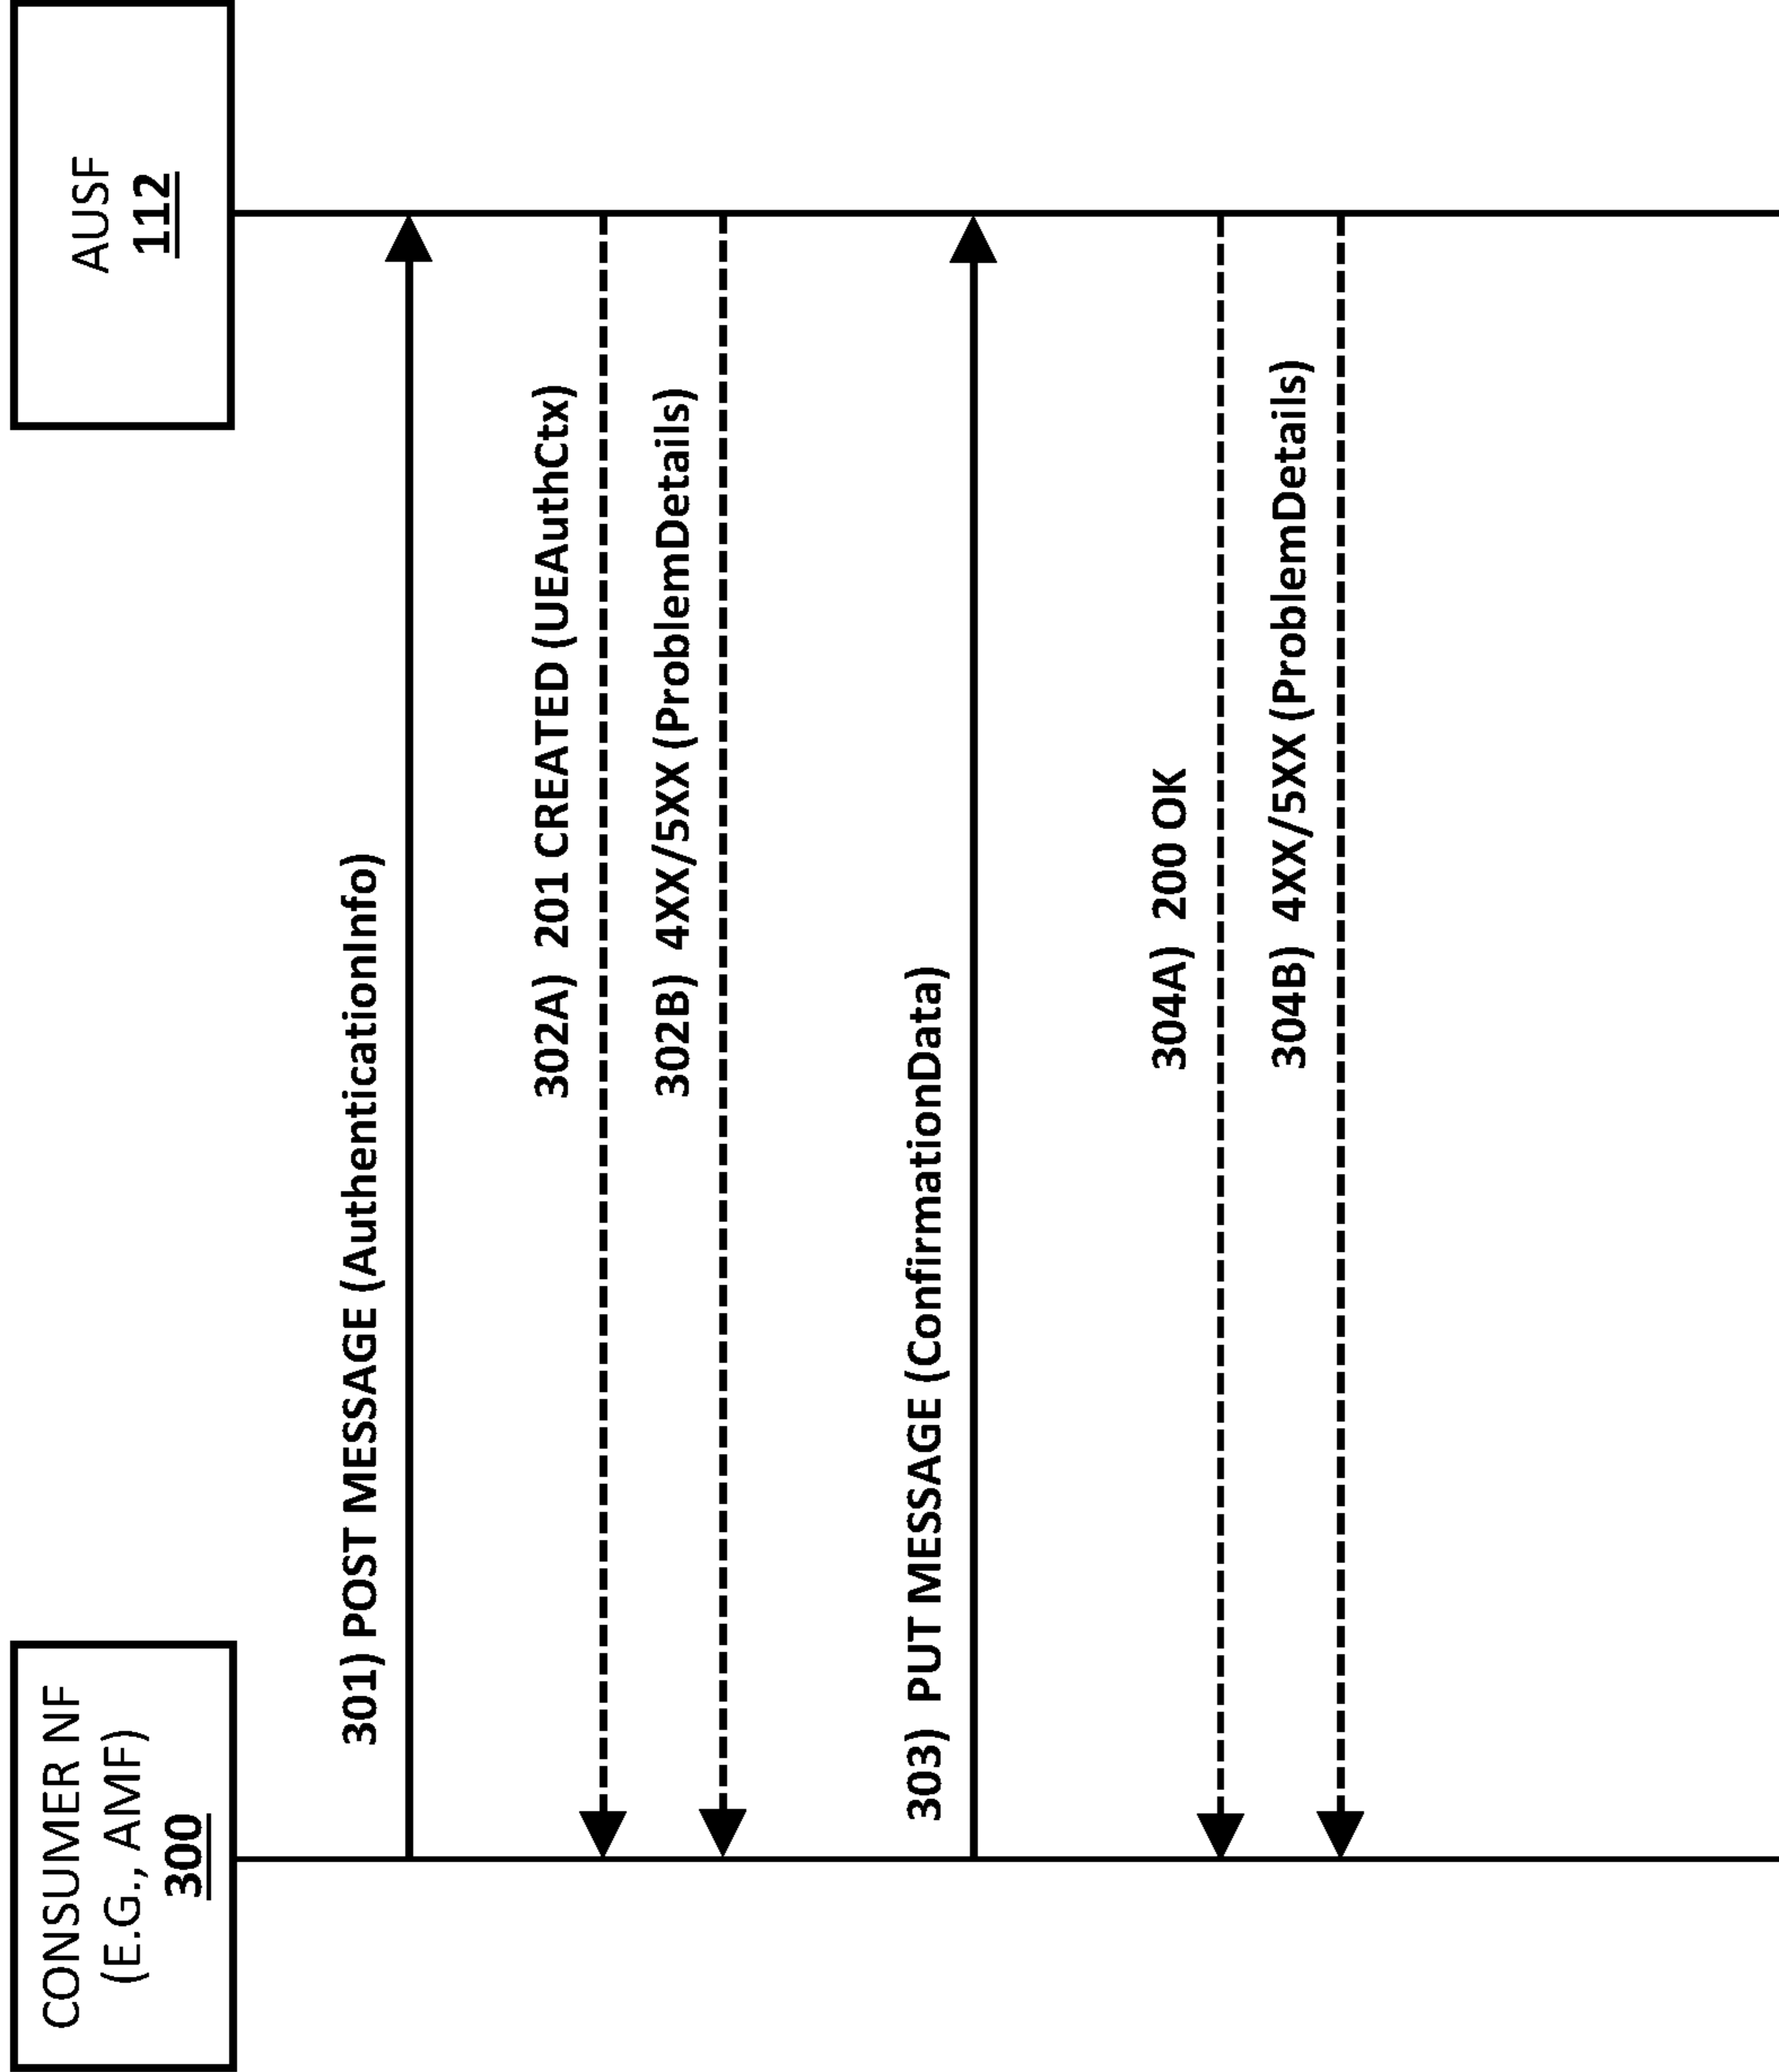 CONSUMER NF
(E.G., AMF)
300
AUSF
112
301) POST MESSAGE (AuthenticationInfo)
302A) 201 CREATED (UEAuthCtx)
302B) 4XX/5XX (ProblemDetails)
303) PUT MESSAGE (ConfirmationData)
304A) 200 OK
304B) 4XX/5XX (ProblemDetails)